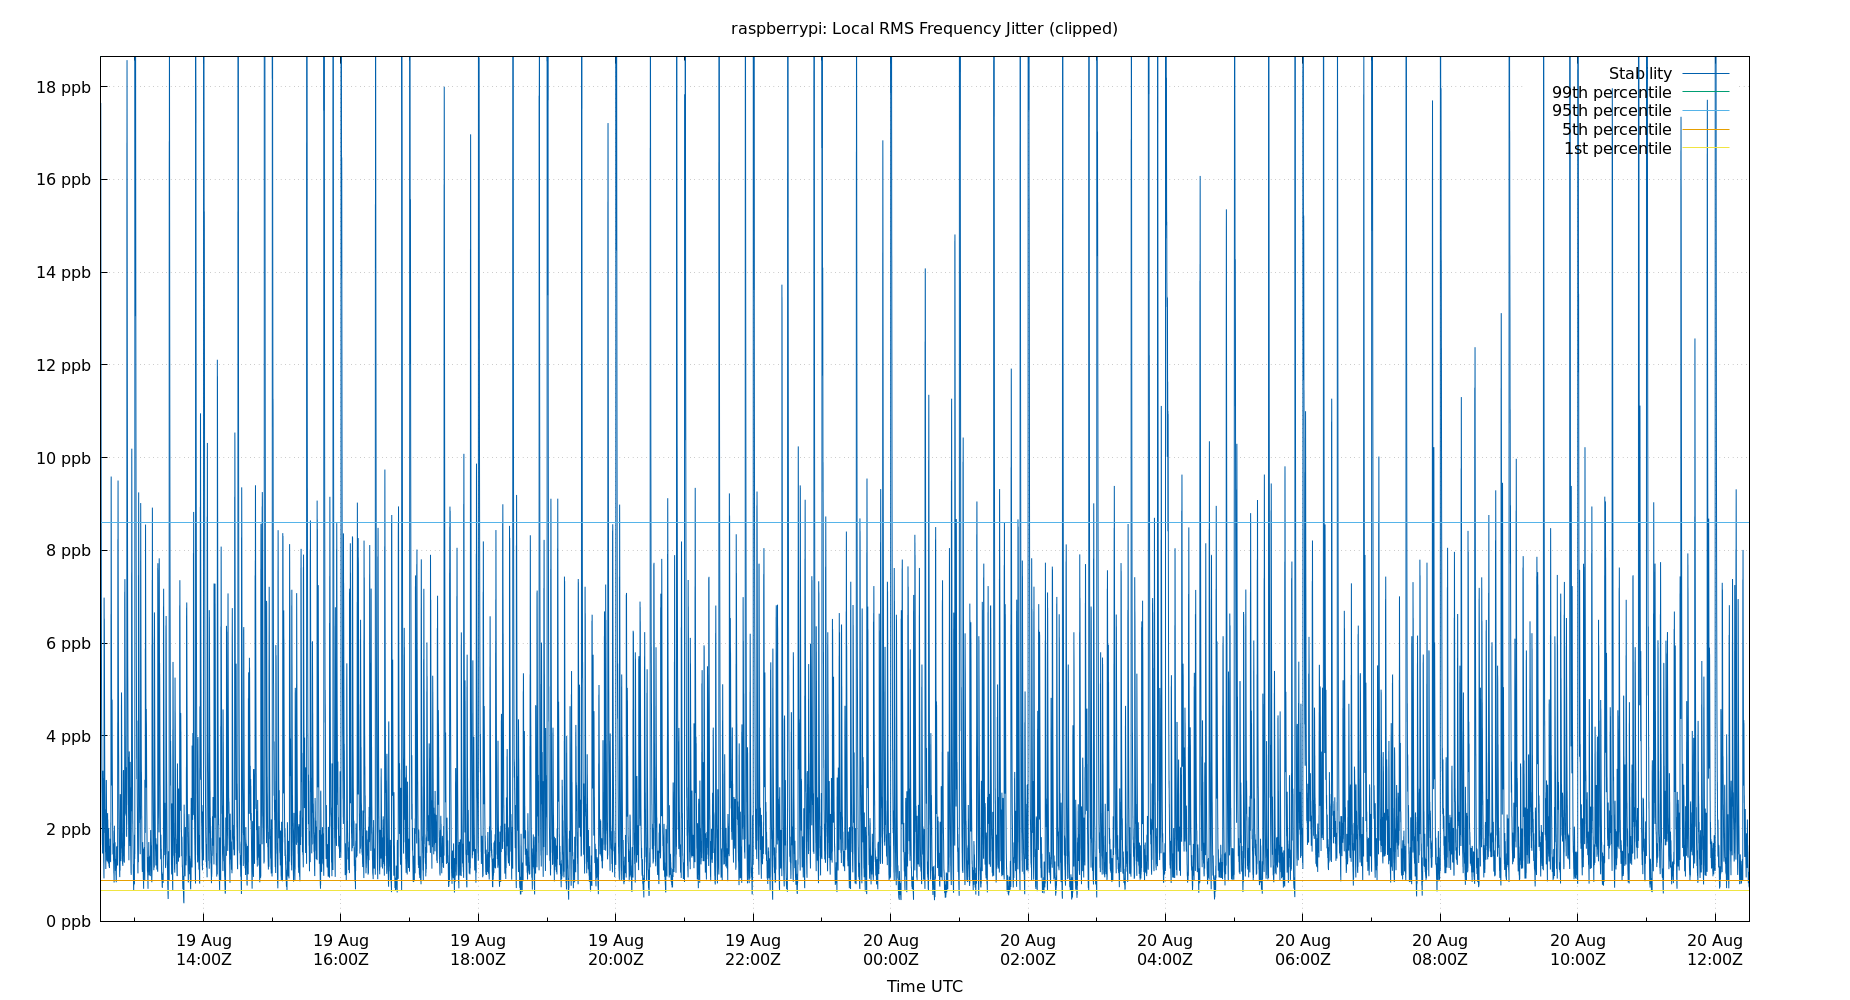 raspberrypi: Local RMS Frequency Jitter (clipped)
18 ppb
16 ppb
14 ppb
12 ppb
10 ppb
8 ppb
6 ppb
4 ppb
2 ppb
0 ppb
Stability
99th percentile
95th percentile
5th percentile
1st percentile
19 Aug 19 Aug 19 Aug 19 Aug 19 Aug 20 Aug 20 Aug 20 Aug 20 Aug 20 Aug 20 Aug 20 Aug
14:00Z 16:00Z 18:00Z 20:00Z 22:00Z 00:00Z 02:00Z 04:00Z 06:00Z 08:00Z 10:00Z 12:00Z
Time UTC